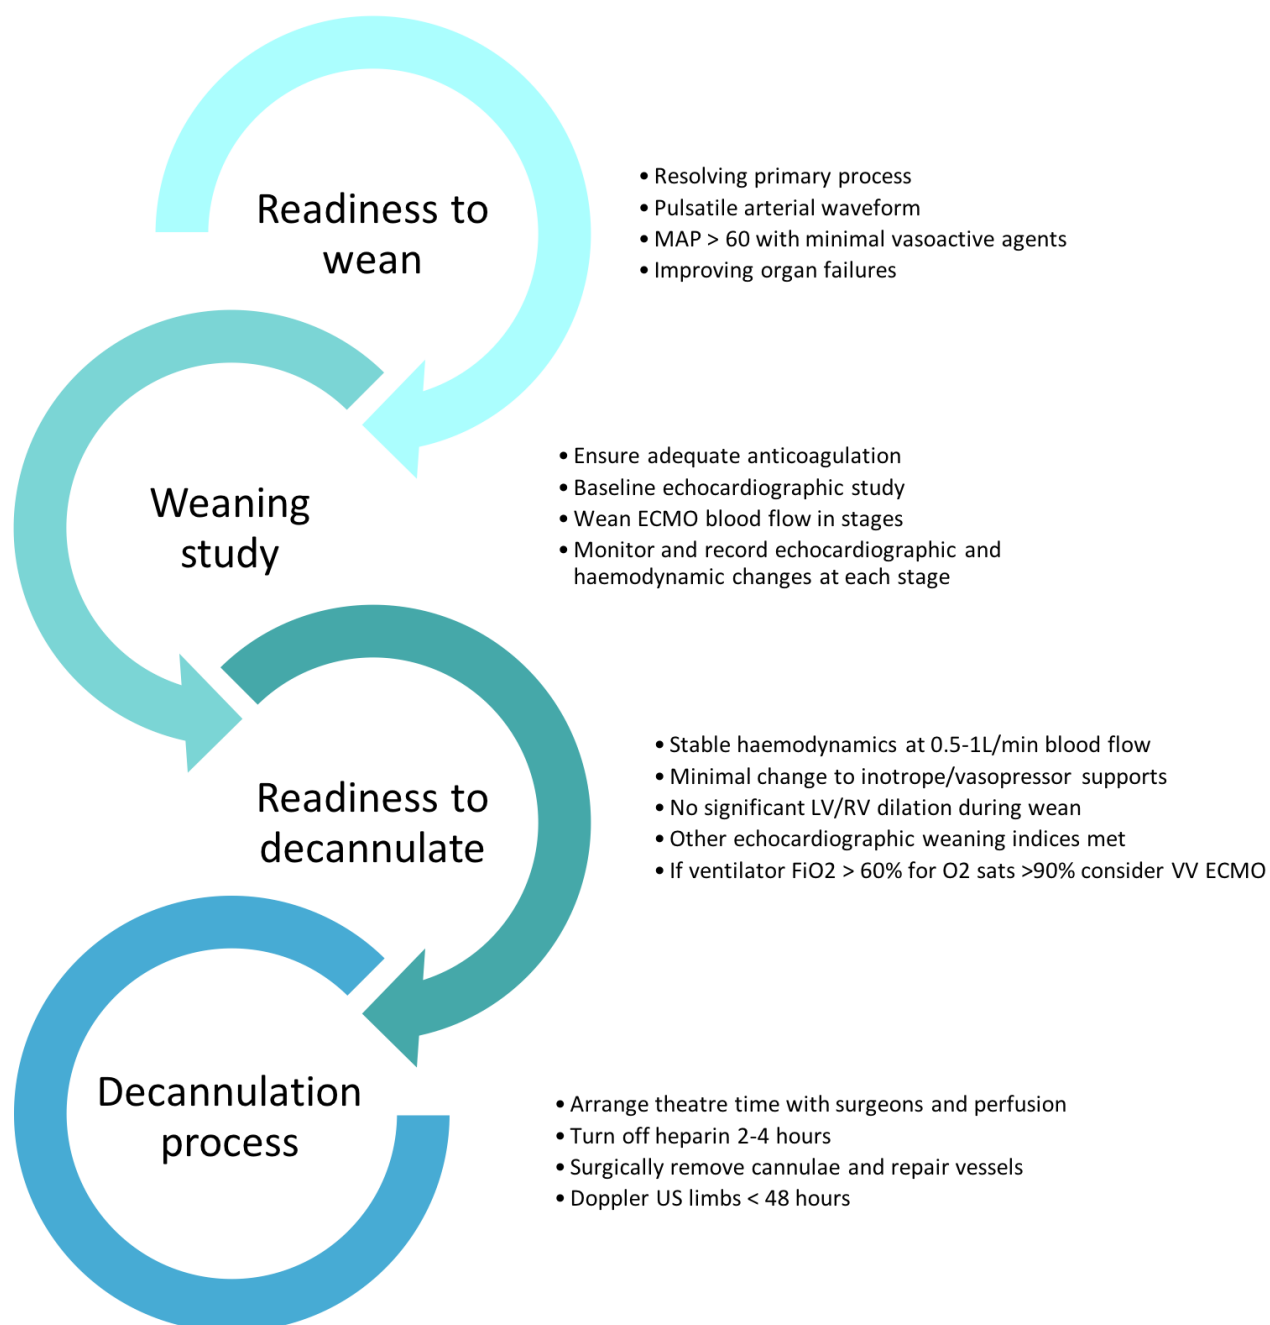 Readiness to
wean
• Resolving primary process
• Pulsatile arterial waveform
• MAP > 60 with minimal vasoactive agents
• Improving organ failures
Weaning
study
• Ensure adequate anticoagulation
• Baseline echocardiographic study
• Wean ECMO blood flow in stages
• Monitor and record echocardiographic and
haemodynamic changes at each stage
Readiness to
decannulate
• Stable haemodynamics at 0.5-1L/min blood flow
• Minimal change to inotrope/vasopressor supports
• No significant LV/RV dilation during wean
• Other echocardiographic weaning indices met
• If ventilator FiO2 > 60% for O2 sats >90% consider VV ECMO
Decannulation
process
• Arrange theatre time with surgeons and perfusion
• Turn off heparin 2-4 hours
• Surgically remove cannulae and repair vessels
• Doppler US limbs < 48 hours